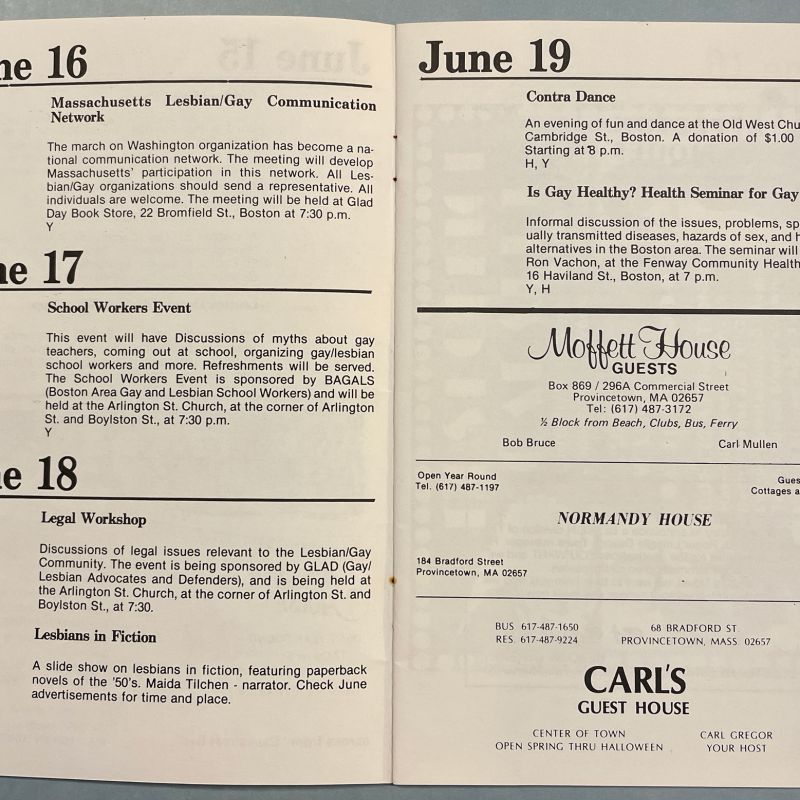 ne 16
Massachusetts Lesbian/Gay Communication
Network
The march on Washington organization has become a na-
tional communication network. The meeting will develop
Massachusetts' participation in this network. All Les-
bian/Gay organizations should send a representative. All
individuals are welcome. The meeting will be held at Glad
Day Book Store, 22 Bromfield St., Boston at 7:30 p.m.
Y
ne 17
School Workers Event
This event will have Discussions of myths about gay
teachers, coming out at school, organizing gay/lesbian
school workers and more. Refreshments will be served.
The School Workers Event is sponsored by BAGALS
(Boston Area Gay and Lesbian School Workers) and will be
held at the Arlington St. Church, at the corner of Arlington
St. and Boylston St., at 7:30 p.m.
Y
e 18
Legal Workshop
Discussions of legal issues relevant to the Lesbian/Gay
Community. The event is being sponsored by GLAD (Gay/
Lesbian Advocates and Defenders), and is being held at
the Arlington St. Church, at the corner of Arlington St. and
Boylston St., at 7:30.
Lesbians in Fiction
A slide show on lesbians in fiction, featuring paperback
novels of the '50's. Maida Tilchen - narrator. Check June
advertisements for time and place.
June 19
Contra Dance
An evening of fun and dance at the Old West Chu
Cambridge St., Boston. A donation of $1.00
Starting at 8 p.m.
H, Y
Is Gay Healthy? Health Seminar for Gay
Informal discussion of the issues, problems, sp
ually transmitted diseases, hazards of sex, and h
alternatives in the Boston area. The seminar will
Ron Vachon, at the Fenway Community Health
16 Haviland St., Boston, at 7 p.m.
Y, H
Moffett House
GUESTS
Box 869 / 296A Commercial Street
Provincetown, MA 02657
Tel: (617) 487-3172
½ Block from Beach, Clubs, Bus, Ferry
Bob Bruce Carl Mullen
Open Year Round Gues
Tel. (617) 487-1197 Cottages a
NORMANDY HOUSE
184 Bradford Street
Provincetown, MA 02657
BUS. 617-487-1650 68 BRADFORD ST.
RES. 617-487-9224 PROVINCETOWN, MASS. 02657
CARL'S
GUEST HOUSE
CENTER OF TOWN CARL GREGOR
OPEN SPRING THRU HALLOWEEN YOUR HOST